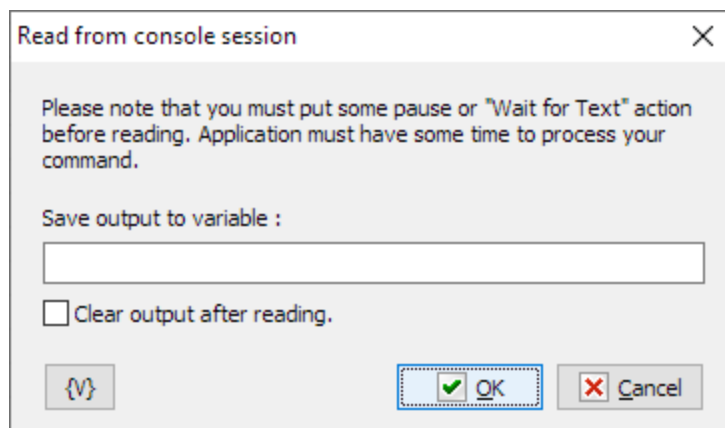 Read from console session
Please note that you must put some pause or "Wait for Text" action
before reading. Application must have some time to process your
command.
Save output to variable :
Clear output after reading.
{V}
OK
Cancel